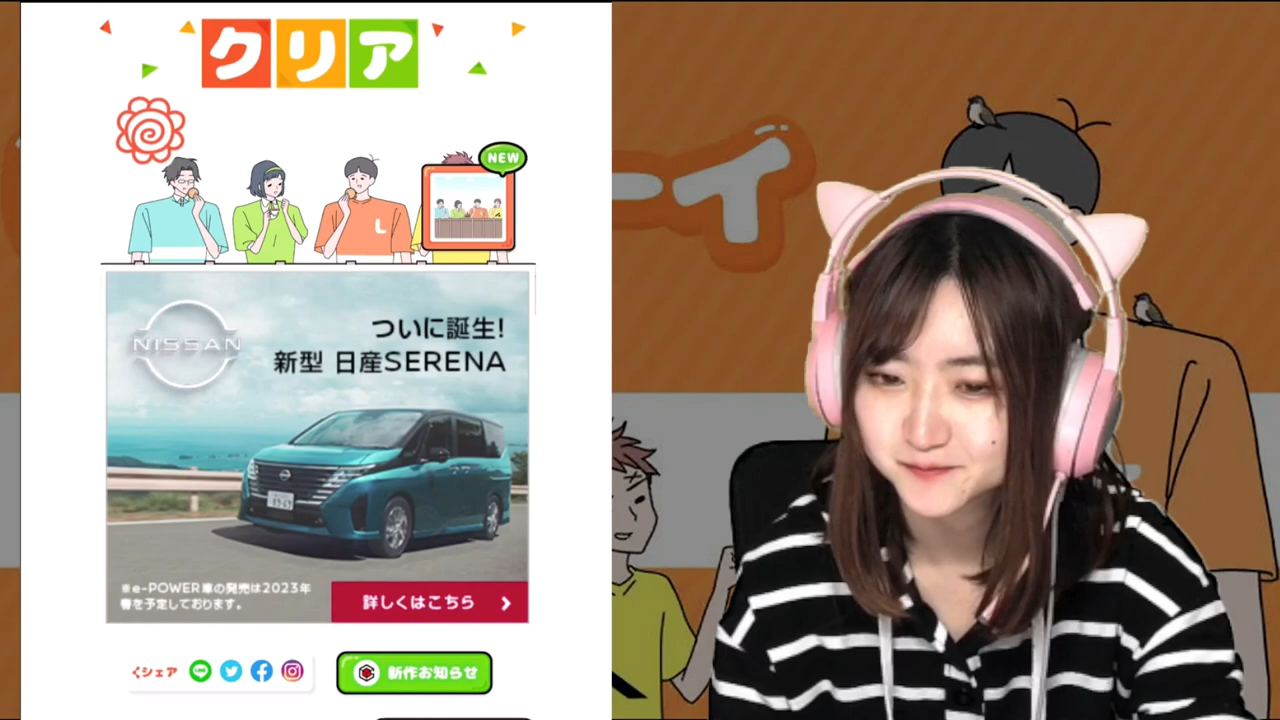 クリア
NEW
L
NISSAN
ついに誕生!
新型 日産SERENA
※e-POWER車の発売は2023年
春を予定しております。
詳しくはこちら
シェア
LINE
新作お知らせ
ーイ